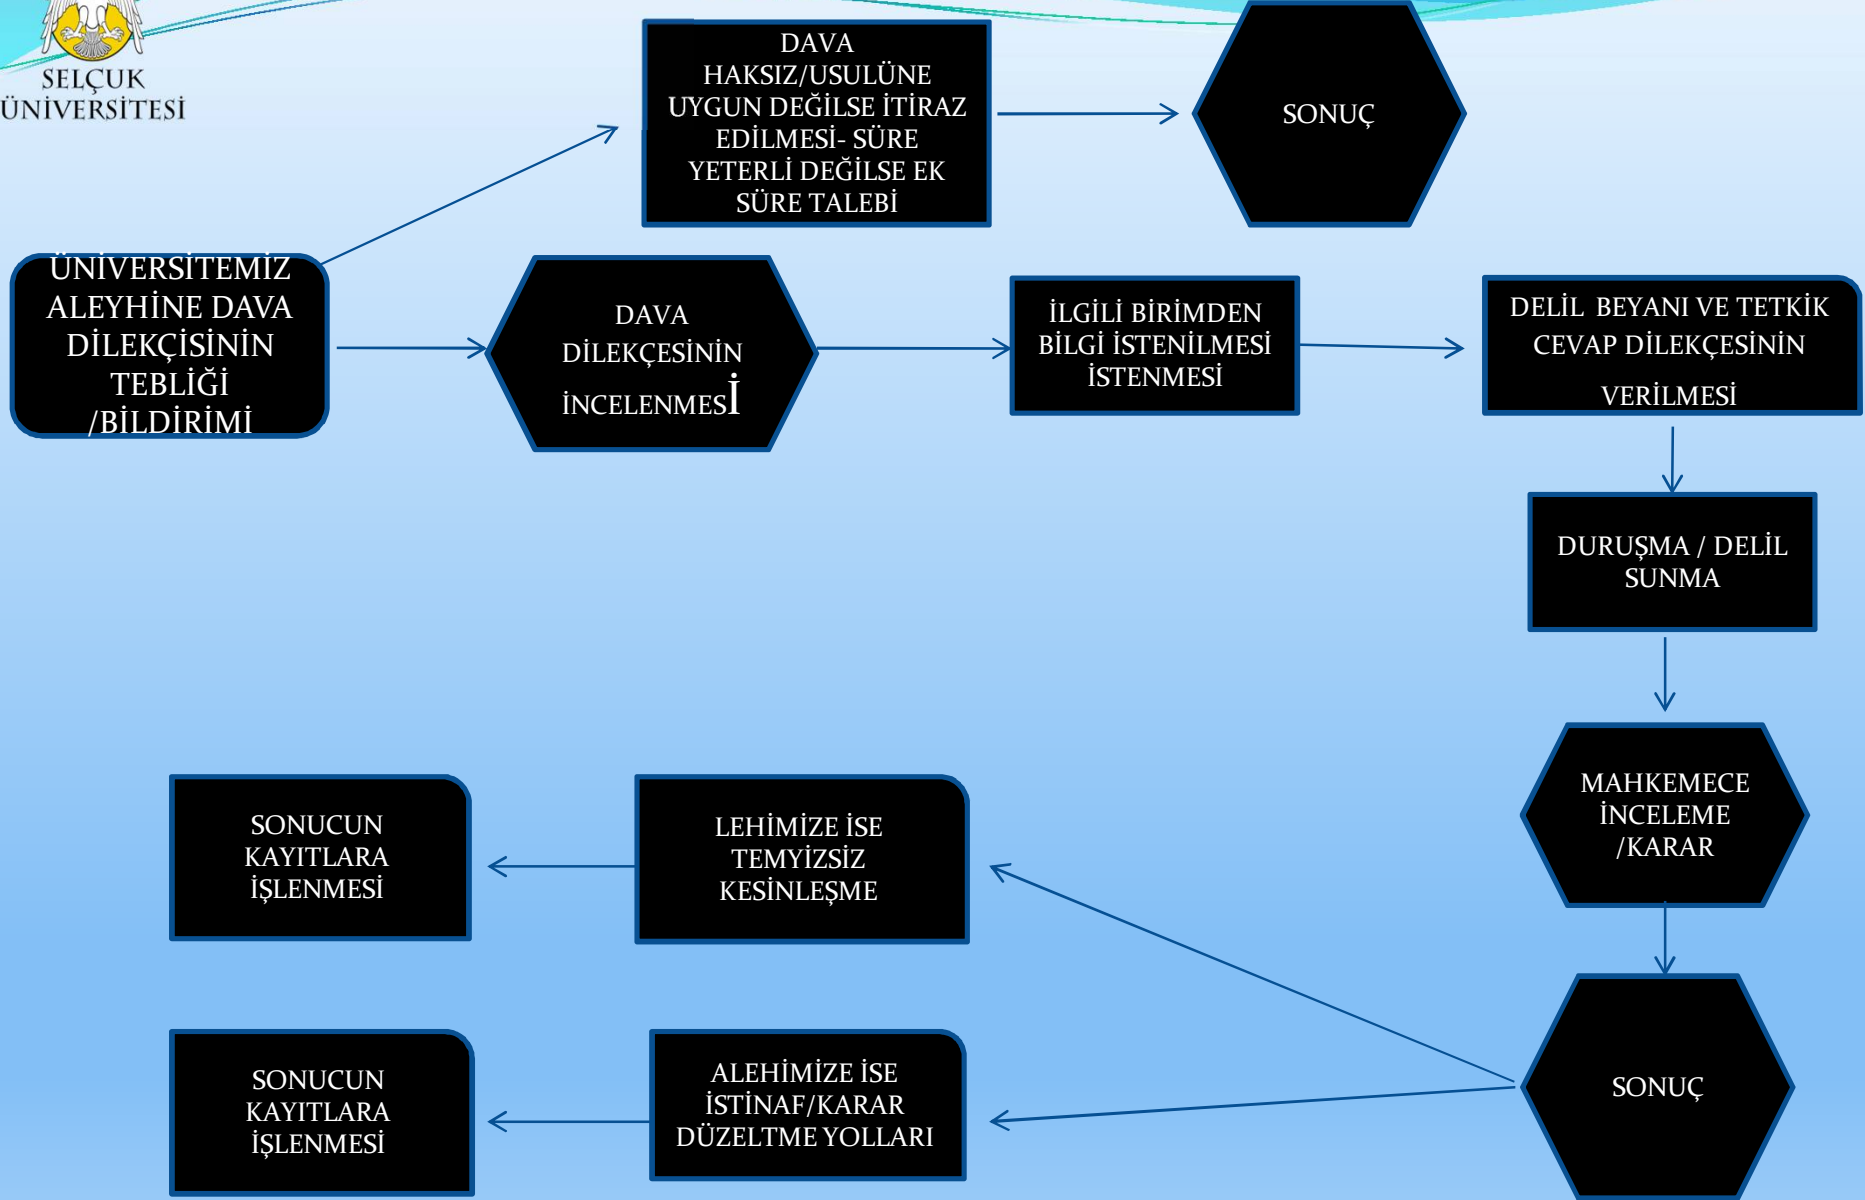 SELÇUK
ÜNİVERSİTESİ
DAVA
HAKSIZ/USULÜNE
UYGUN DEĞİLSE İTİRAZ
EDİLMESİ- SÜRE
YETERLİ DEĞİLSE EK
SÜRE TALEBİ
SONUÇ
ÜNİVERSİTEMİZ
ALEYHİNE DAVA
DİLEKÇİSİNİN
TEBLİĞİ
/BİLDİRİMİ
DAVA
DİLEKÇESİNİN
İNCELENMESİ
İLGİLİ BİRİMDEN
BİLGİ İSTENİLMESİ
İSTENMESİ
DELİL BEYANI VE TETKİK
CEVAP DİLEKÇESİNİN
VERİLMESİ
DURUŞMA / DELİL
SUNMA
MAHKEMECE
İNCELEME
/KARAR
SONUÇ
LEHİMİZE İSE
TEMYİZSİZ
KESİNLEŞME
SONUCUN
KAYITLARA
İŞLENMESİ
ALEHİMİZE İSE
İSTİNAF/KARAR
DÜZELTME YOLLARI
SONUCUN
KAYITLARA
İŞLENMESİ